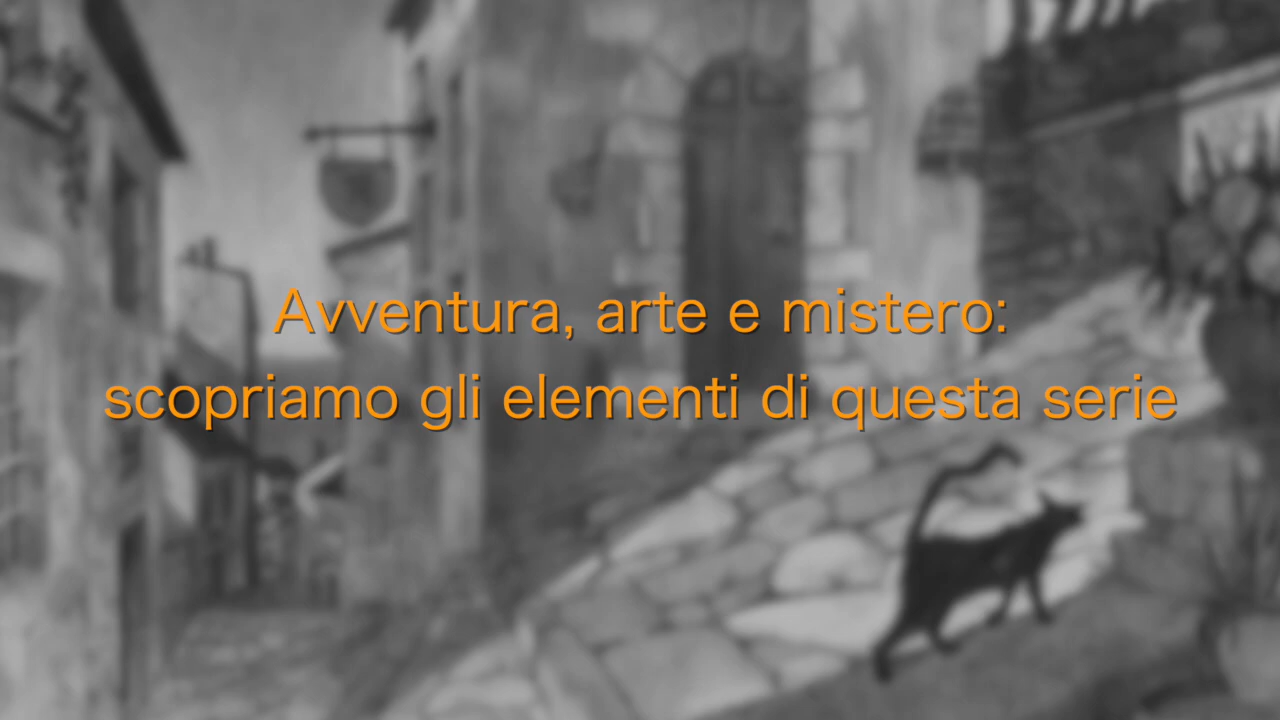 Avventura, arte e mistero:
scopriamo gli elementi di questa serie